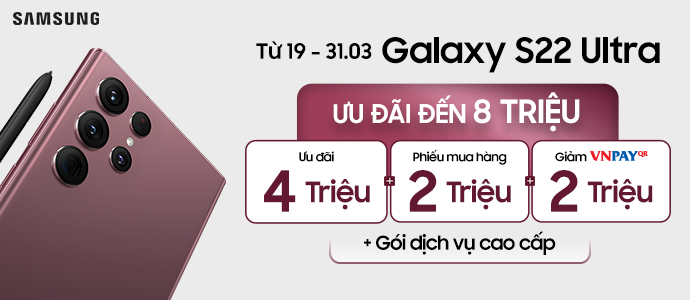 SAMSUNG
Từ 19 - 31.03 Galaxy S22 Ultra
ƯU ĐÃI ĐẾN 8 TRIỆU
Ưu đãi
4 Triệu
+
Phiếu mua hàng
2 Triệu
+
Giảm VNPAYQR
2 Triệu
+ Gói dịch vụ cao cấp